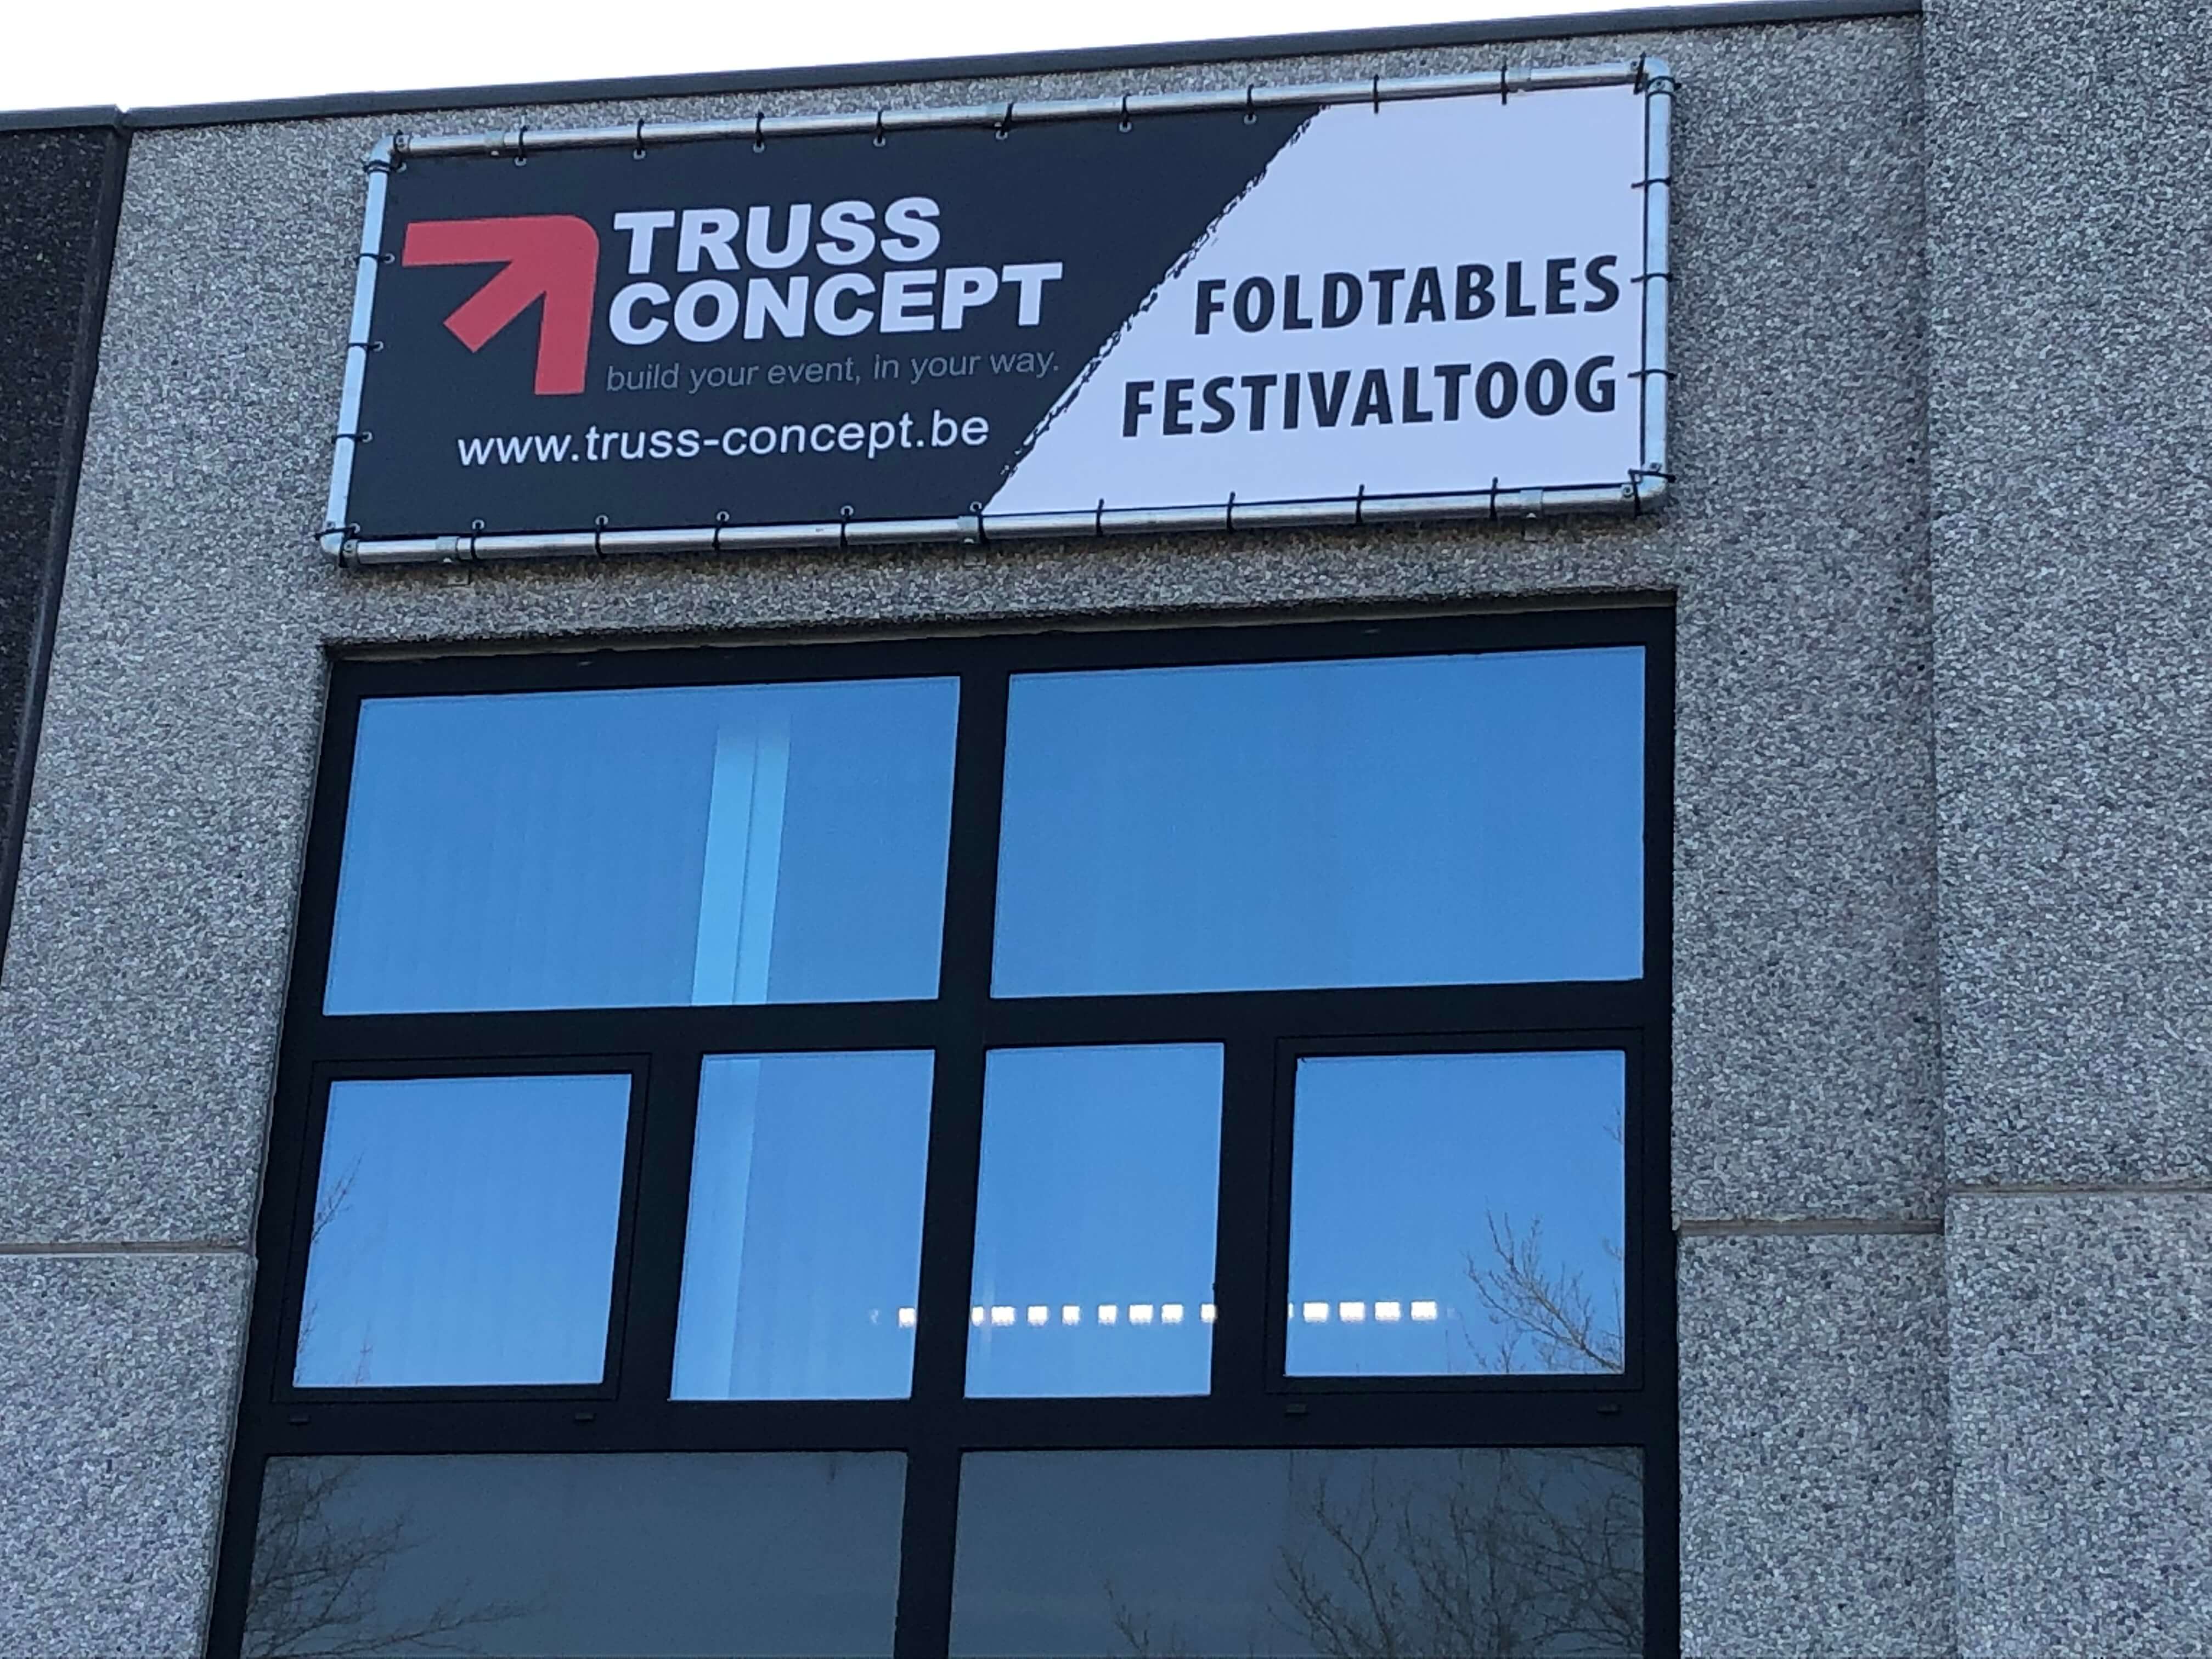 TRUSS
CONCEPT
build your event, in your way.
www.truss-concept.be
FOLDTABLES
FESTIVALTOOG